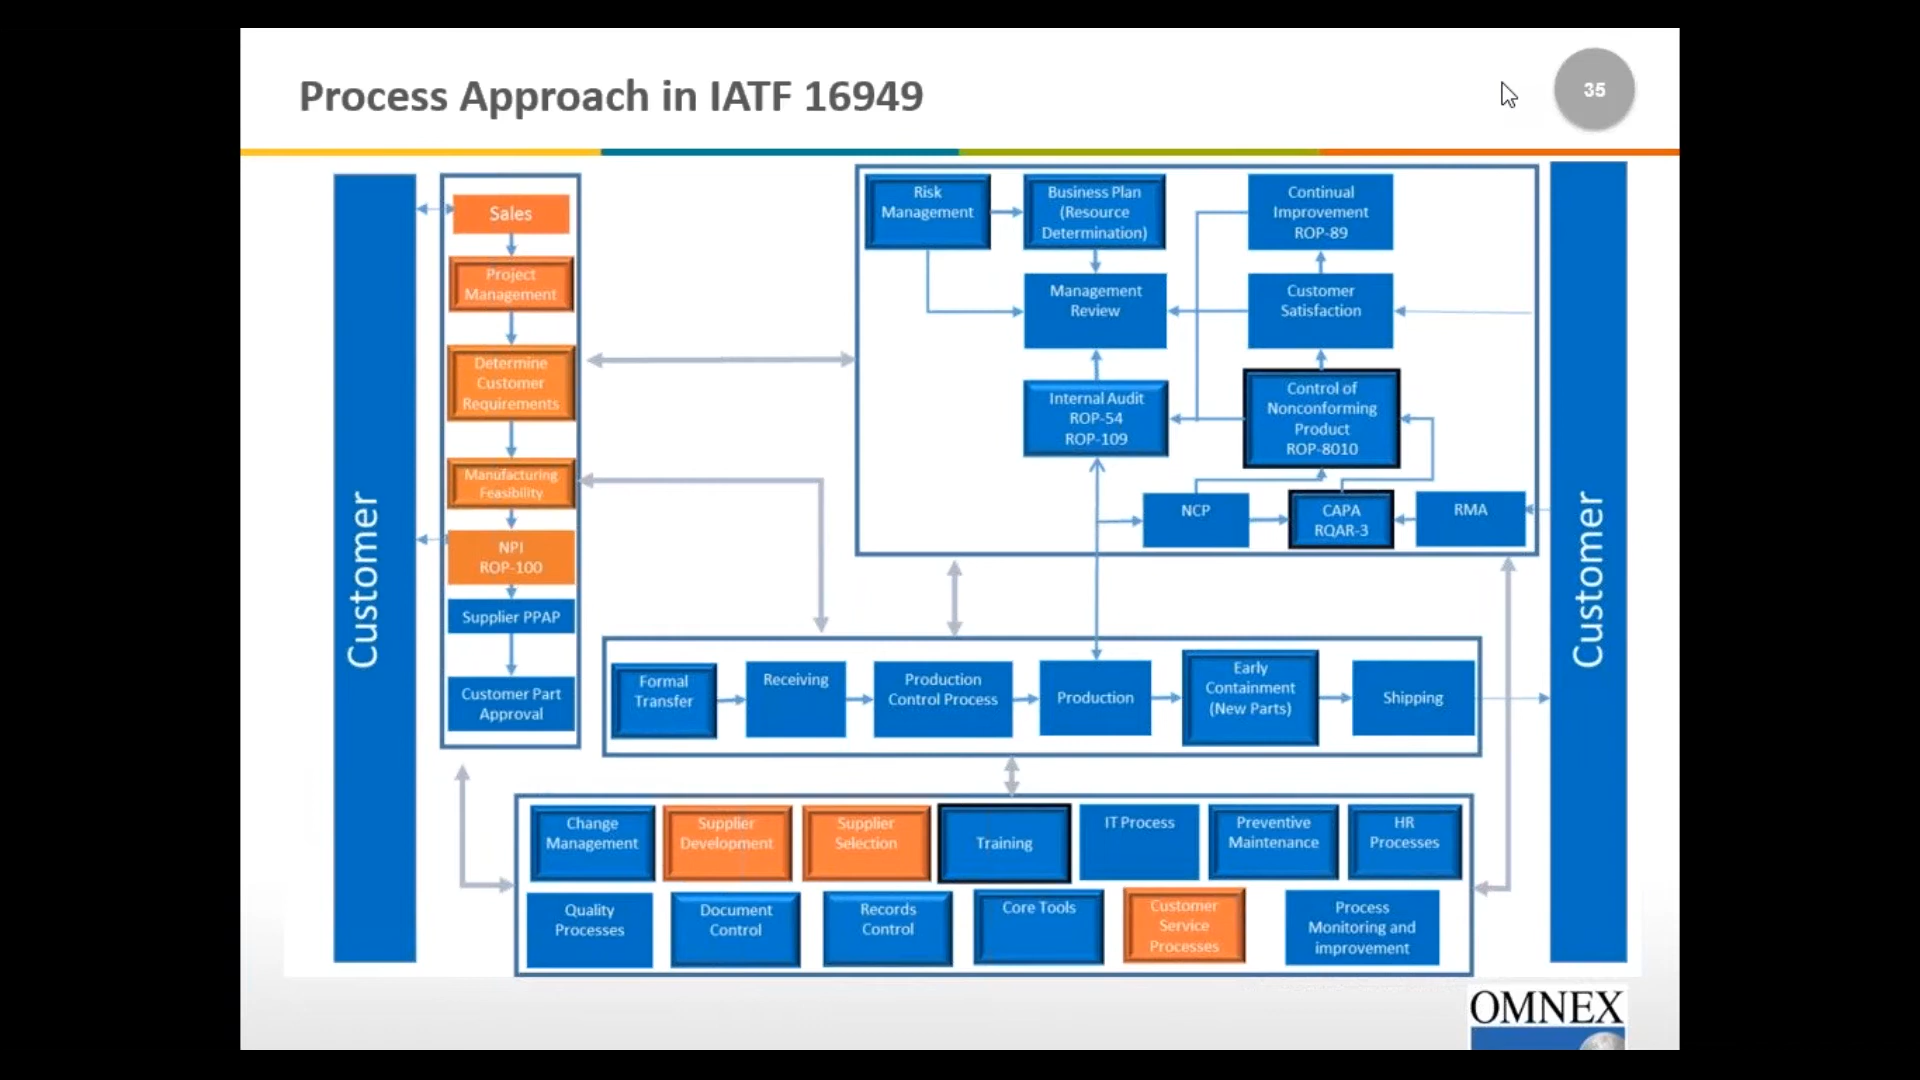 Process Approach in IATF 16949
35
Customer
Sales
Project
Management
Determine
Customer
Requirements
Manufacturing
Feasibility
NPI
ROP-100
Supplier PPAP
Customer Part
Approval
Risk
Management
Business Plan
(Resource
Determination)
Continual
Improvement
ROP-89
Management
Review
Customer
Satisfaction
Internal Audit
ROP-54
ROP-109
Control of
Nonconforming
Product
ROP-8010
NCP
CAPA
RQAR-3
RMA
Customer
Formal
Transfer
Receiving
Production
Control Process
Production
Early
Containment
(New Parts)
Shipping
Change
Management
Supplier
Development
Supplier
Selection
Training
IT Process
Preventive
Maintenance
HR
Processes
Quality
Processes
Document
Control
Records
Control
Core Tools
Customer
Service
Processes
Process
Monitoring and
improvement
OMNEX